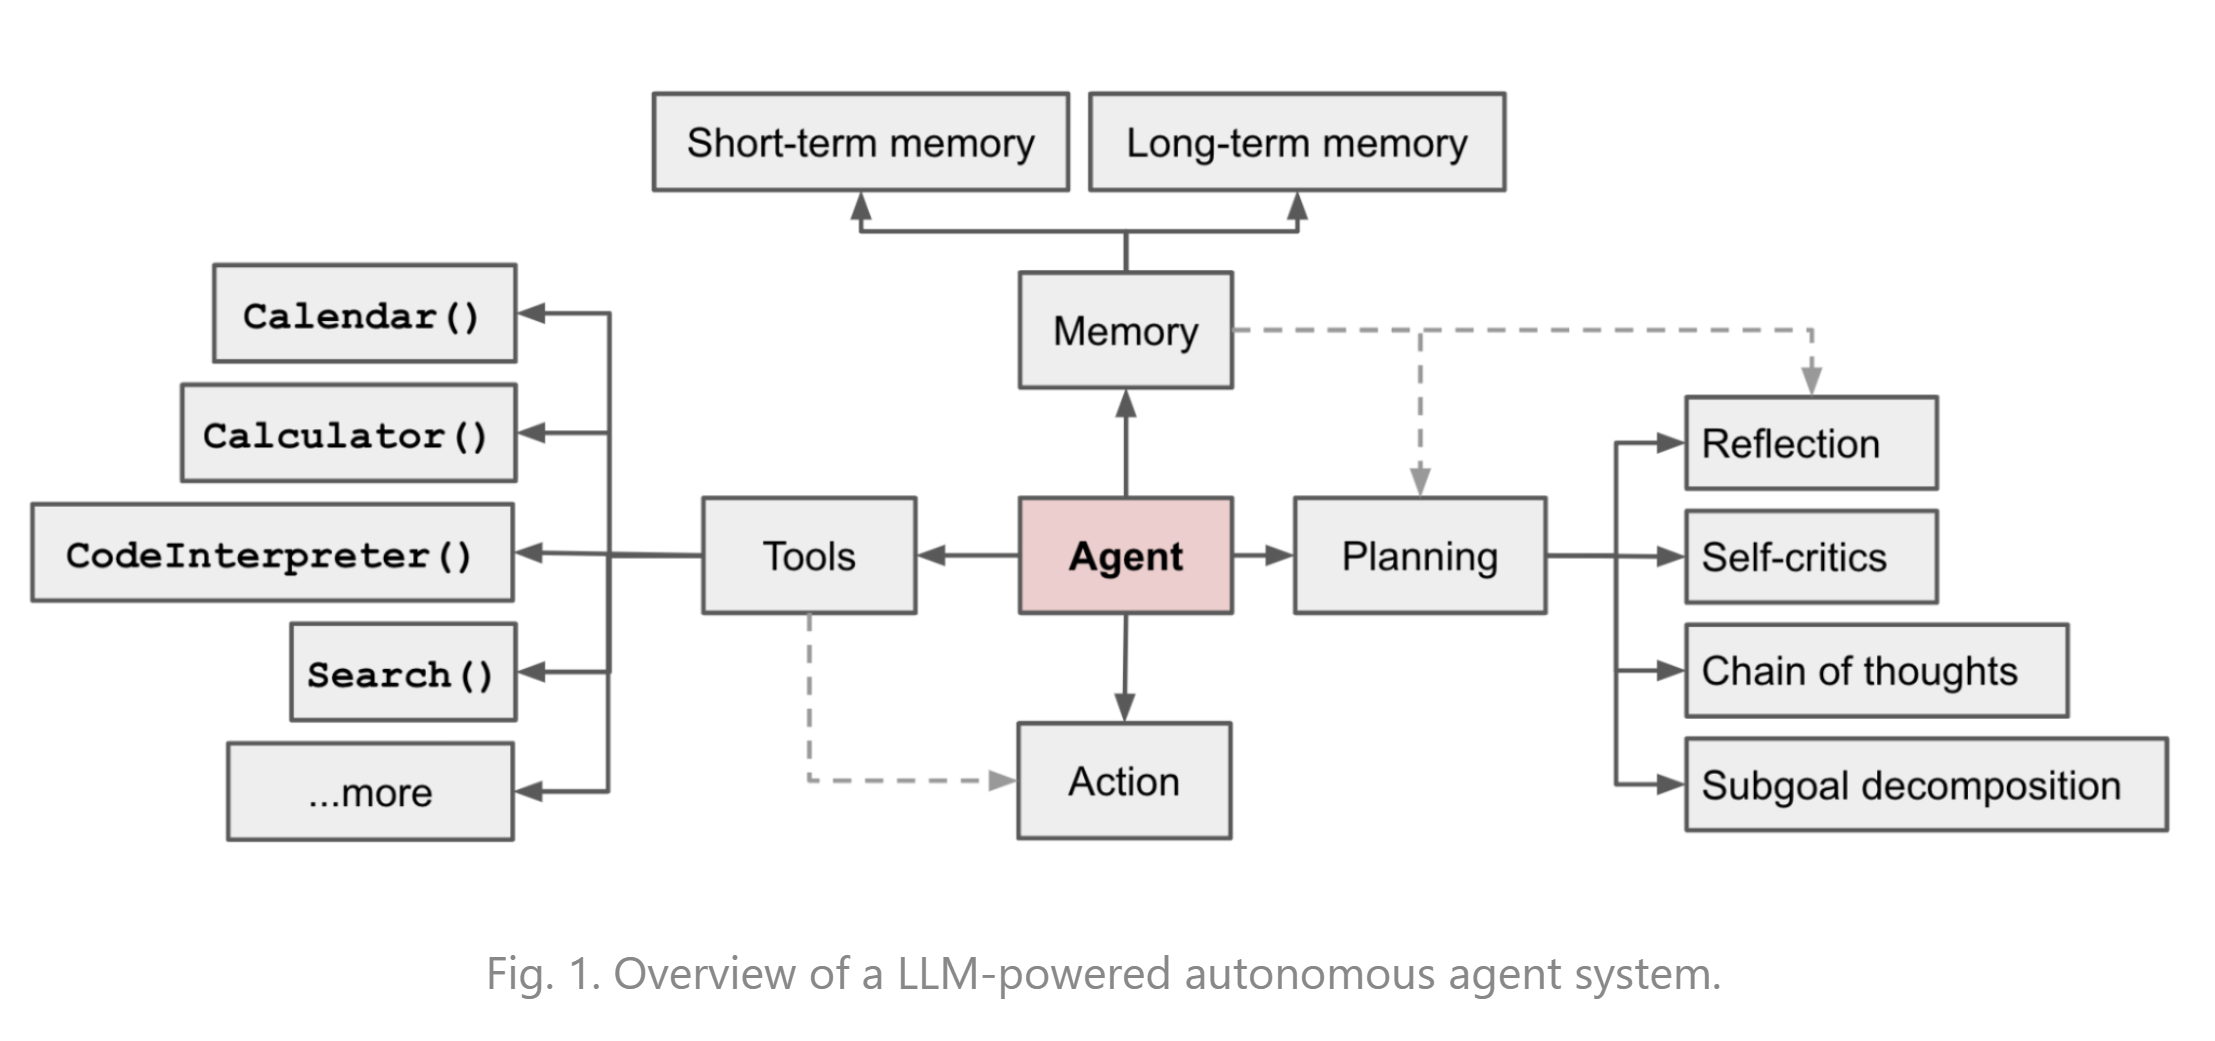 Short-term memory
Long-term memory
Calendar()
Calculator()
CodeInterpreter()
Search()
...more
Tools
Memory
Agent
Action
Planning
Reflection
Self-critics
Chain of thoughts
Subgoal decomposition
Fig. 1. Overview of a LLM-powered autonomous agent system.